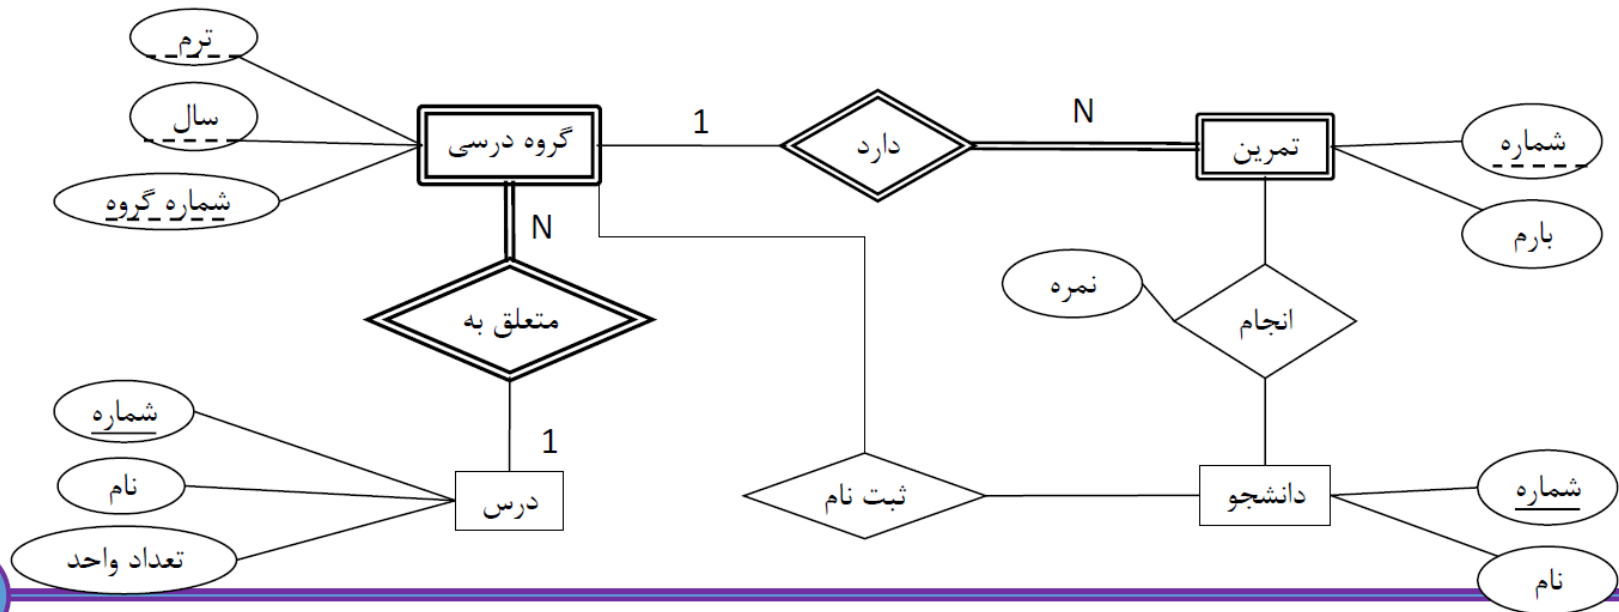 ترم
سال
شماره گروه
گروه درسی
1
دارد
N
تمرین
شماره
بارم
N
متعلق به
1
نمره
انجام
شماره
نام
تعداد واحد
درس
ثبت نام
دانشجو
شماره
نام